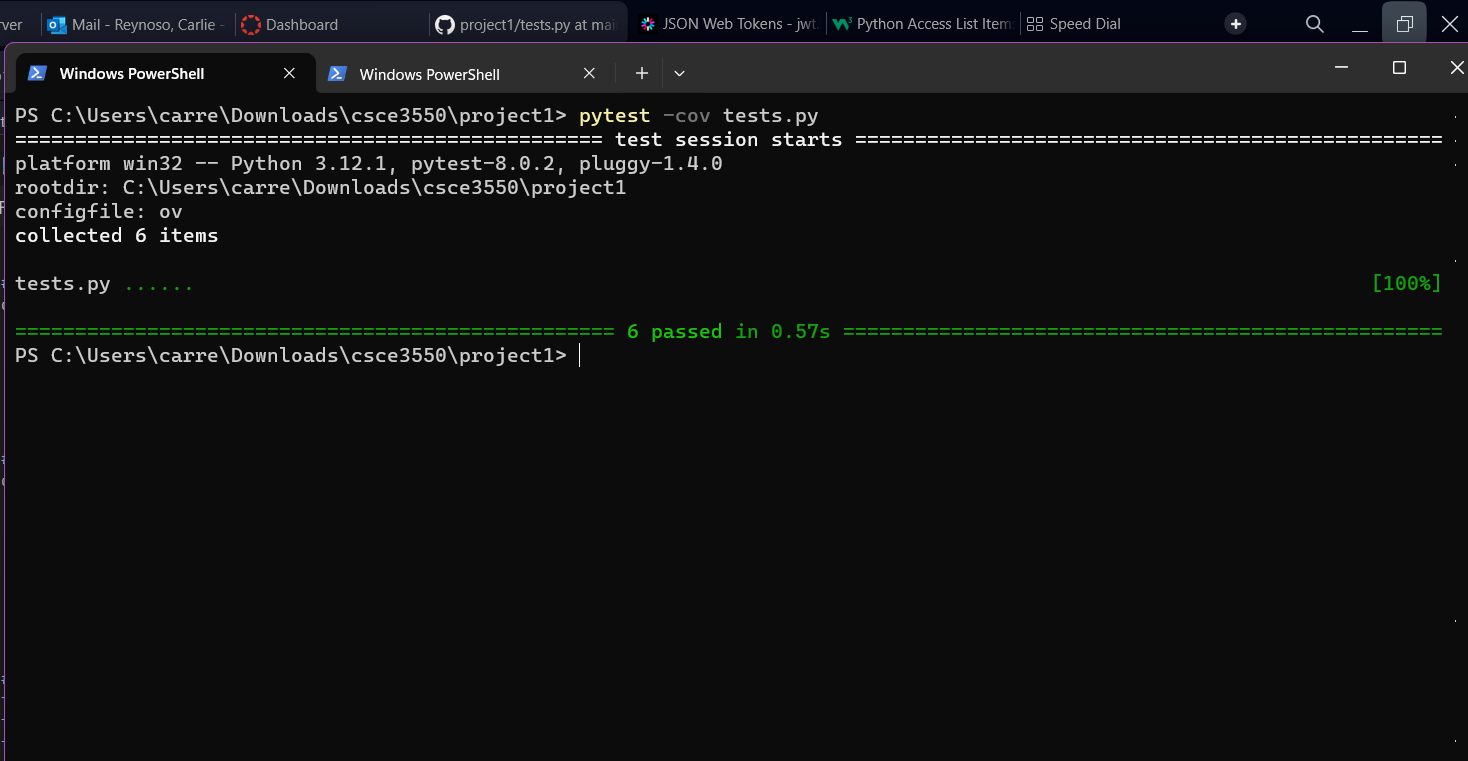 ver Mail - Reynoso, Carlie - Dashboard project1/tests.py at mai JSON Web Tokens - jwt. Python Access List Item Speed Dial
Windows PowerShell Windows PowerShell
PS C:\Users\carre\Downloads\csce3550\project1> pytest -cov tests.py
================================================= test session starts =================================================
platform win32 -- Python 3.12.1, pytest-8.0.2, pluggy-1.4.0
rootdir: C:\Users\carre\Downloads\csce3550\project1
configfile: ov
collected 6 items
tests.py ...... [100%]
================================================== 6 passed in 0.57s ==================================================
PS C:\Users\carre\Downloads\csce3550\project1>